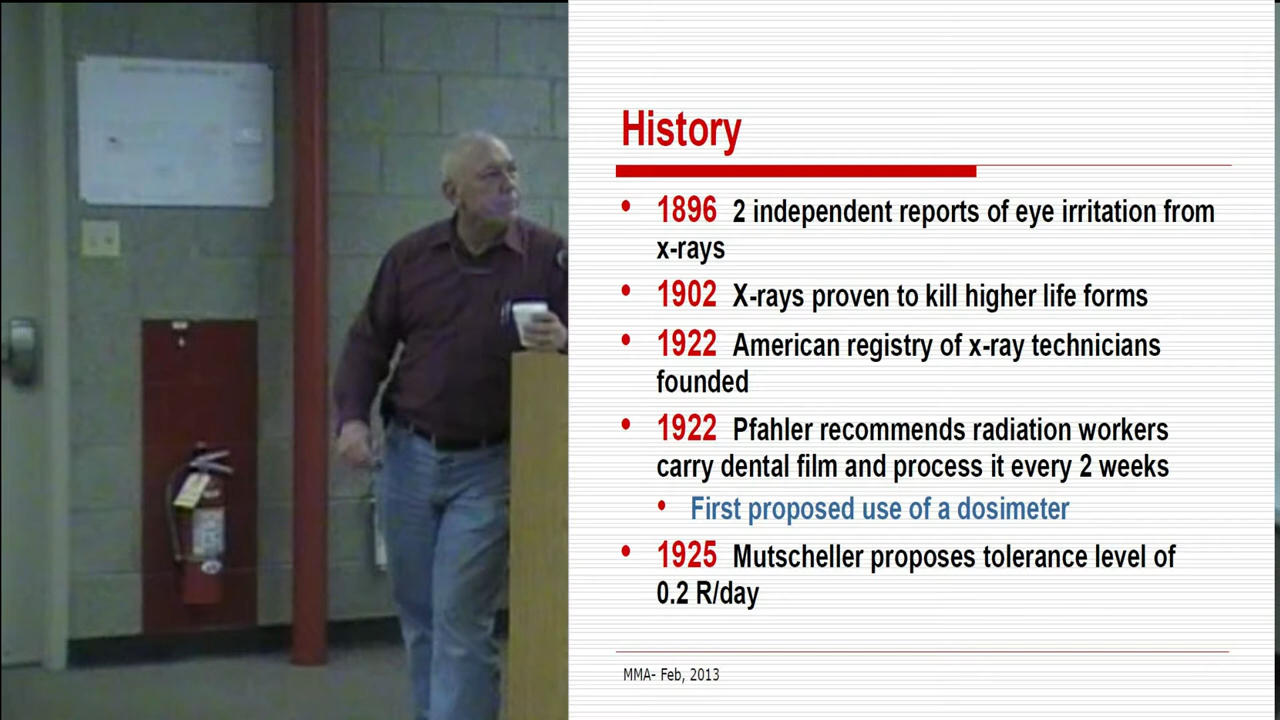 History
• 1896 2 independent reports of eye irritation from
x-rays
• 1902 X-rays proven to kill higher life forms
• 1922 American registry of x-ray technicians
founded
• 1922 Pfahler recommends radiation workers
carry dental film and process it every 2 weeks
• First proposed use of a dosimeter
• 1925 Mutscheller proposes tolerance level of
0.2 R/day
MMA- Feb, 2013